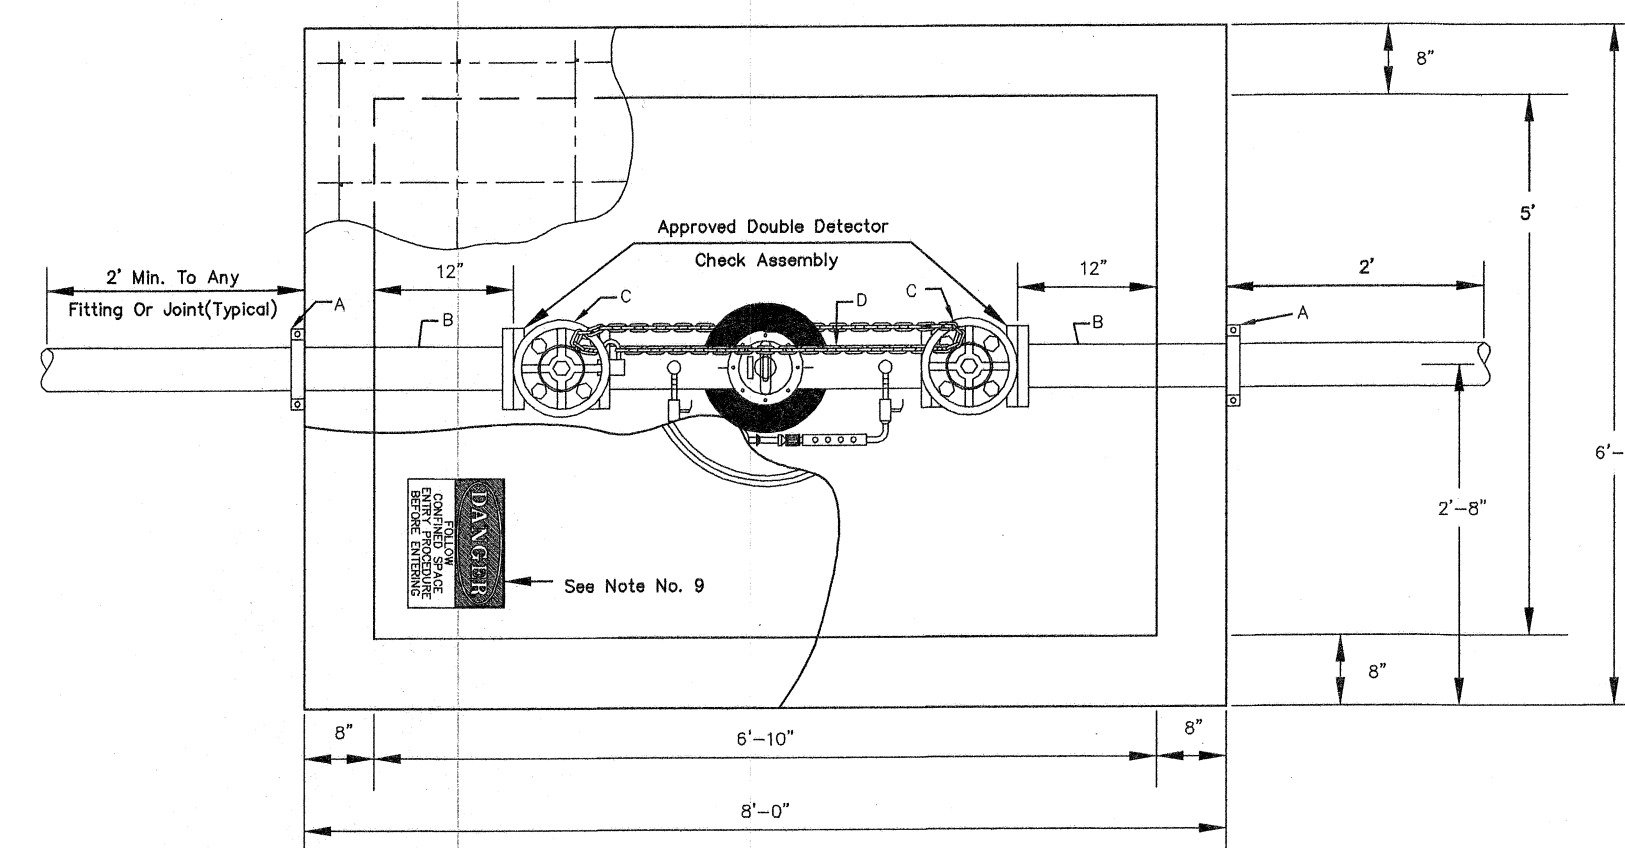 8”
5'
Approved Double Detector
Check Assembly
2' Min. To Any
Fitting Or Joint(Typical)
12”
12”
2'
A
C
D
C
A
B
B
6'-
2'-8”
DANGER
FOLLOW
CONFINED SPACE
ENTRY PROCEDURE
BEFORE ENTERING
See Note No. 9
8”
8”
6'-10”
8”
8'-0”